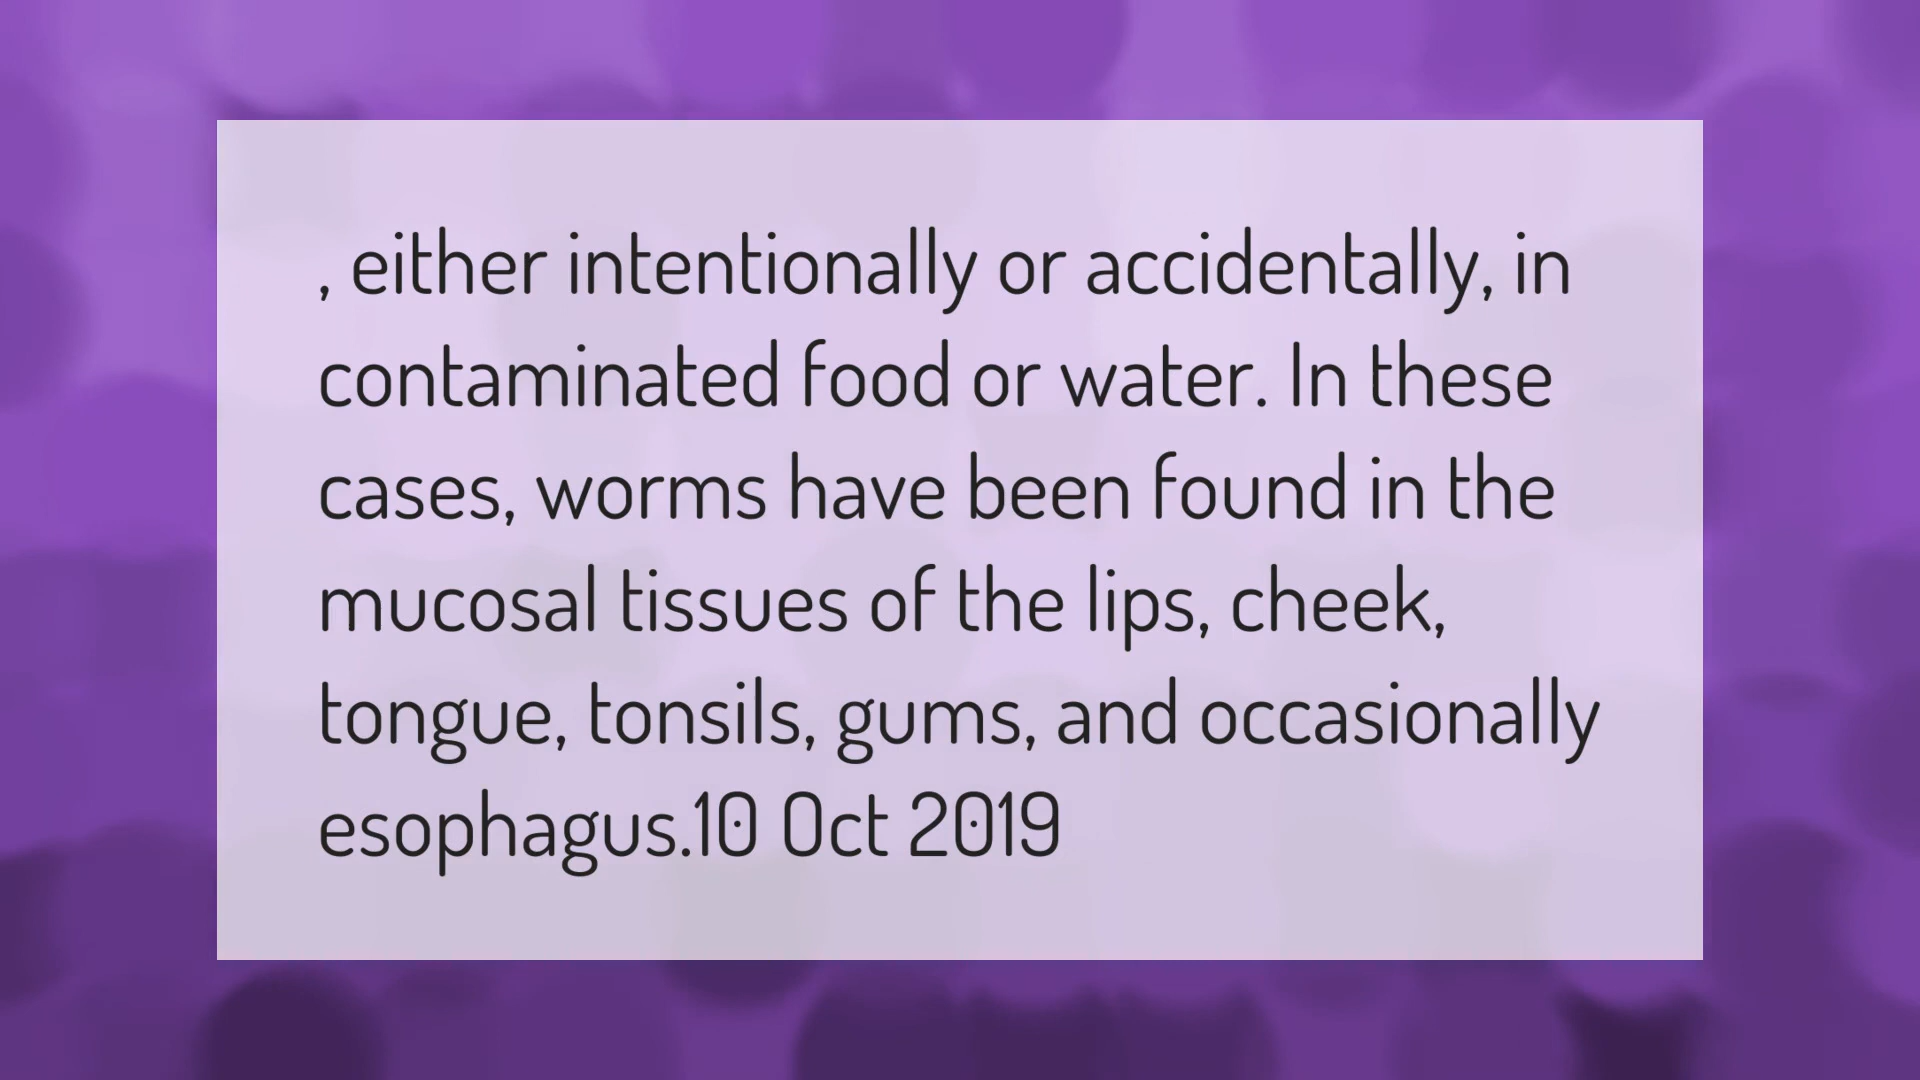 , either intentionally or accidentally, in
contaminated food or water. In these
cases, worms have been found in the
mucosal tissues of the lips, cheek,
tongue, tonsils, gums, and occasionally
esophagus.10 Oct 2019